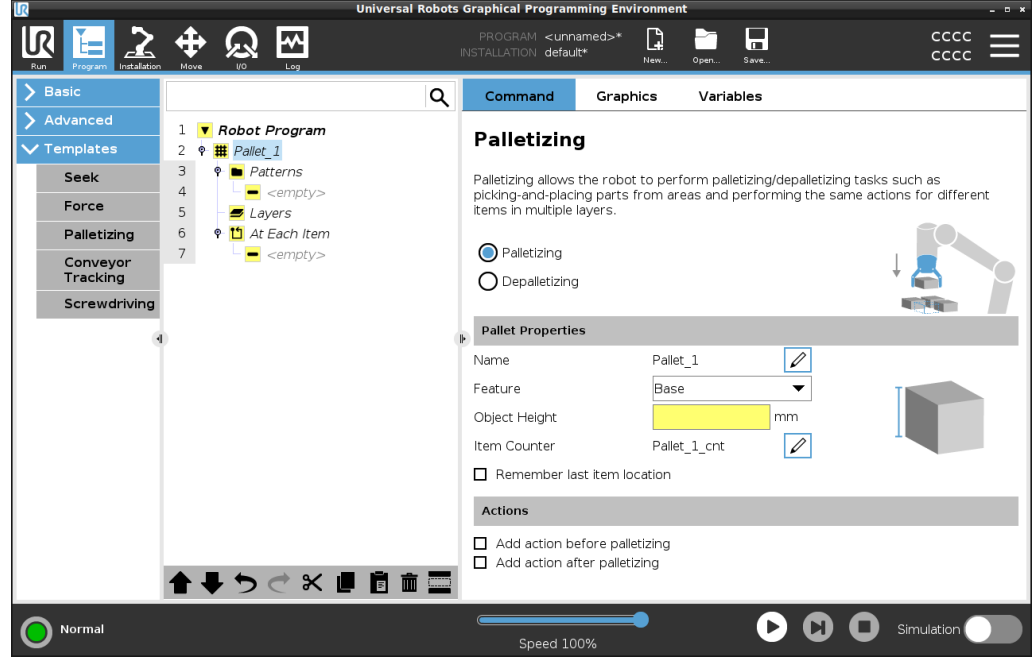 Universal Robots Graphical Programming Environment
UR
Run
Program
Installation
Move
I/O
Log
PROGRAM <unnamed>*
INSTALLATION default*
New...
Open...
Save...
CCCC
CCCC
Basic
Advanced
Templates
Seek
Force
Palletizing
Conveyor
Tracking
Screwdriving
1 Robot Program
2 Pallet_1
3 Patterns
4 <empty>
5 Layers
6 At Each Item
7 <empty>
Command Graphics Variables
Palletizing
Palletizing allows the robot to perform palletizing/depalletizing tasks such as
picking-and-placing parts from areas and performing the same actions for different
items in multiple layers.
Palletizing
Depalletizing
Pallet Properties
Name Pallet_1
Feature Base
Object Height mm
Item Counter Pallet_1_cnt
Remember last item location
Actions
Add action before palletizing
Add action after palletizing
Normal
Speed 100%
Simulation